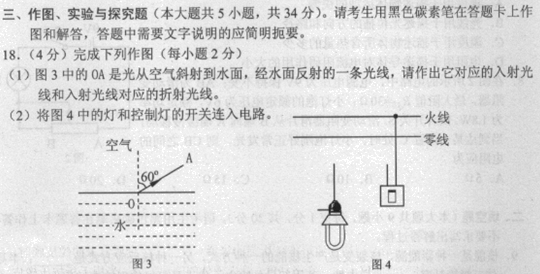 三、作图、实验与探究题(本大题共5小题,共34分)。请考生用黑色碳素笔在答题卡上作
图和解答,答题中需要文字说明的应简明扼要。
18.(4分)完成下列作图(每小题2分)
(1)图3中的OA是光从空气斜射到水面,经水面反射的一条光线,请作出它对应的入射光
线和入射光线对应的折射光线。
(2)将图4中的灯和控制灯的开关连入电路。
火线
零线
空气
A
60°
O
水
图3
图4